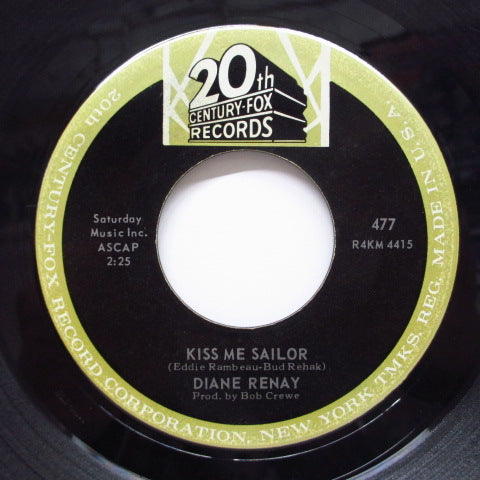 20th
CENTURY-FOX
RECORDS
Saturday
Music Inc.
ASCAP
2:25
477
R4KM 4415
KISS ME SAILOR
(Eddie Rambeau-Bud Rehak)
DIANE RENAY
Prod. by Bob Crewe
20th CENTURY-FOX RECORD CORPORATION, NEW YORK TMKS. REG. MADE IN U.S.A.